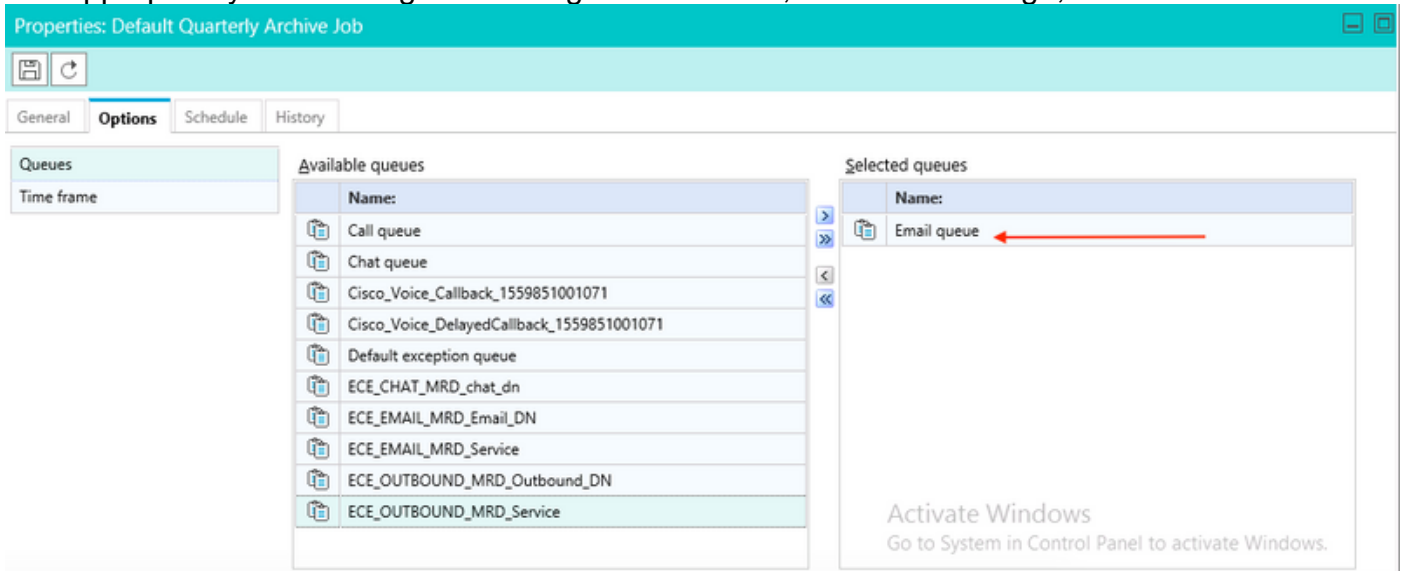 Properties: Default Quarterly Archive Job
General Options Schedule History
Queues
Time frame
Available queues
Name:
Call queue
Chat queue
Cisco_Voice_Callback_1559851001071
Cisco_Voice_DelayedCallback_1559851001071
Default exception queue
ECE_CHAT_MRD_chat_dn
ECE_EMAIL_MRD_Email_DN
ECE_EMAIL_MRD_Service
ECE_OUTBOUND_MRD_Outbound_DN
ECE_OUTBOUND_MRD_Service
Selected queues
Name:
Email queue
Activate Windows
Go to System in Control Panel to activate Windows.